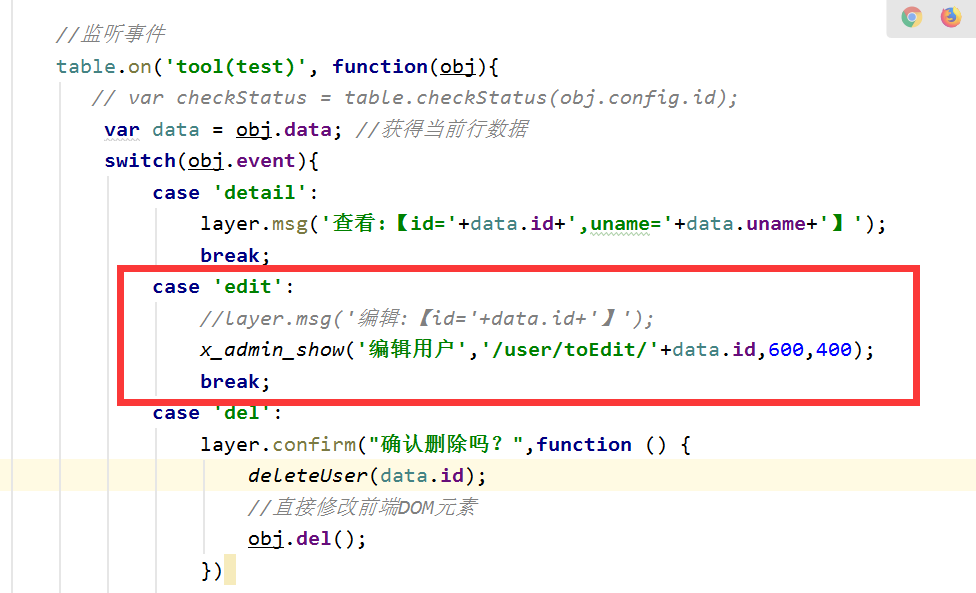 //监听事件
table.on('tool(test)', function(obj){
// var checkStatus = table.checkStatus(obj.config.id);
var data = obj.data; //获得当前行数据
switch(obj.event){
case 'detail':
layer.msg('查看:【id='+data.id+',uname='+data.uname+'】');
break;
case 'edit':
//layer.msg('编辑:【id='+data.id+'】');
x_admin_show('编辑用户','/user/toEdit/'+data.id,600,400);
break;
case 'del':
layer.confirm("确认删除吗？",function () {
deleteUser(data.id);
//直接修改前端DOM元素
obj.del();
})